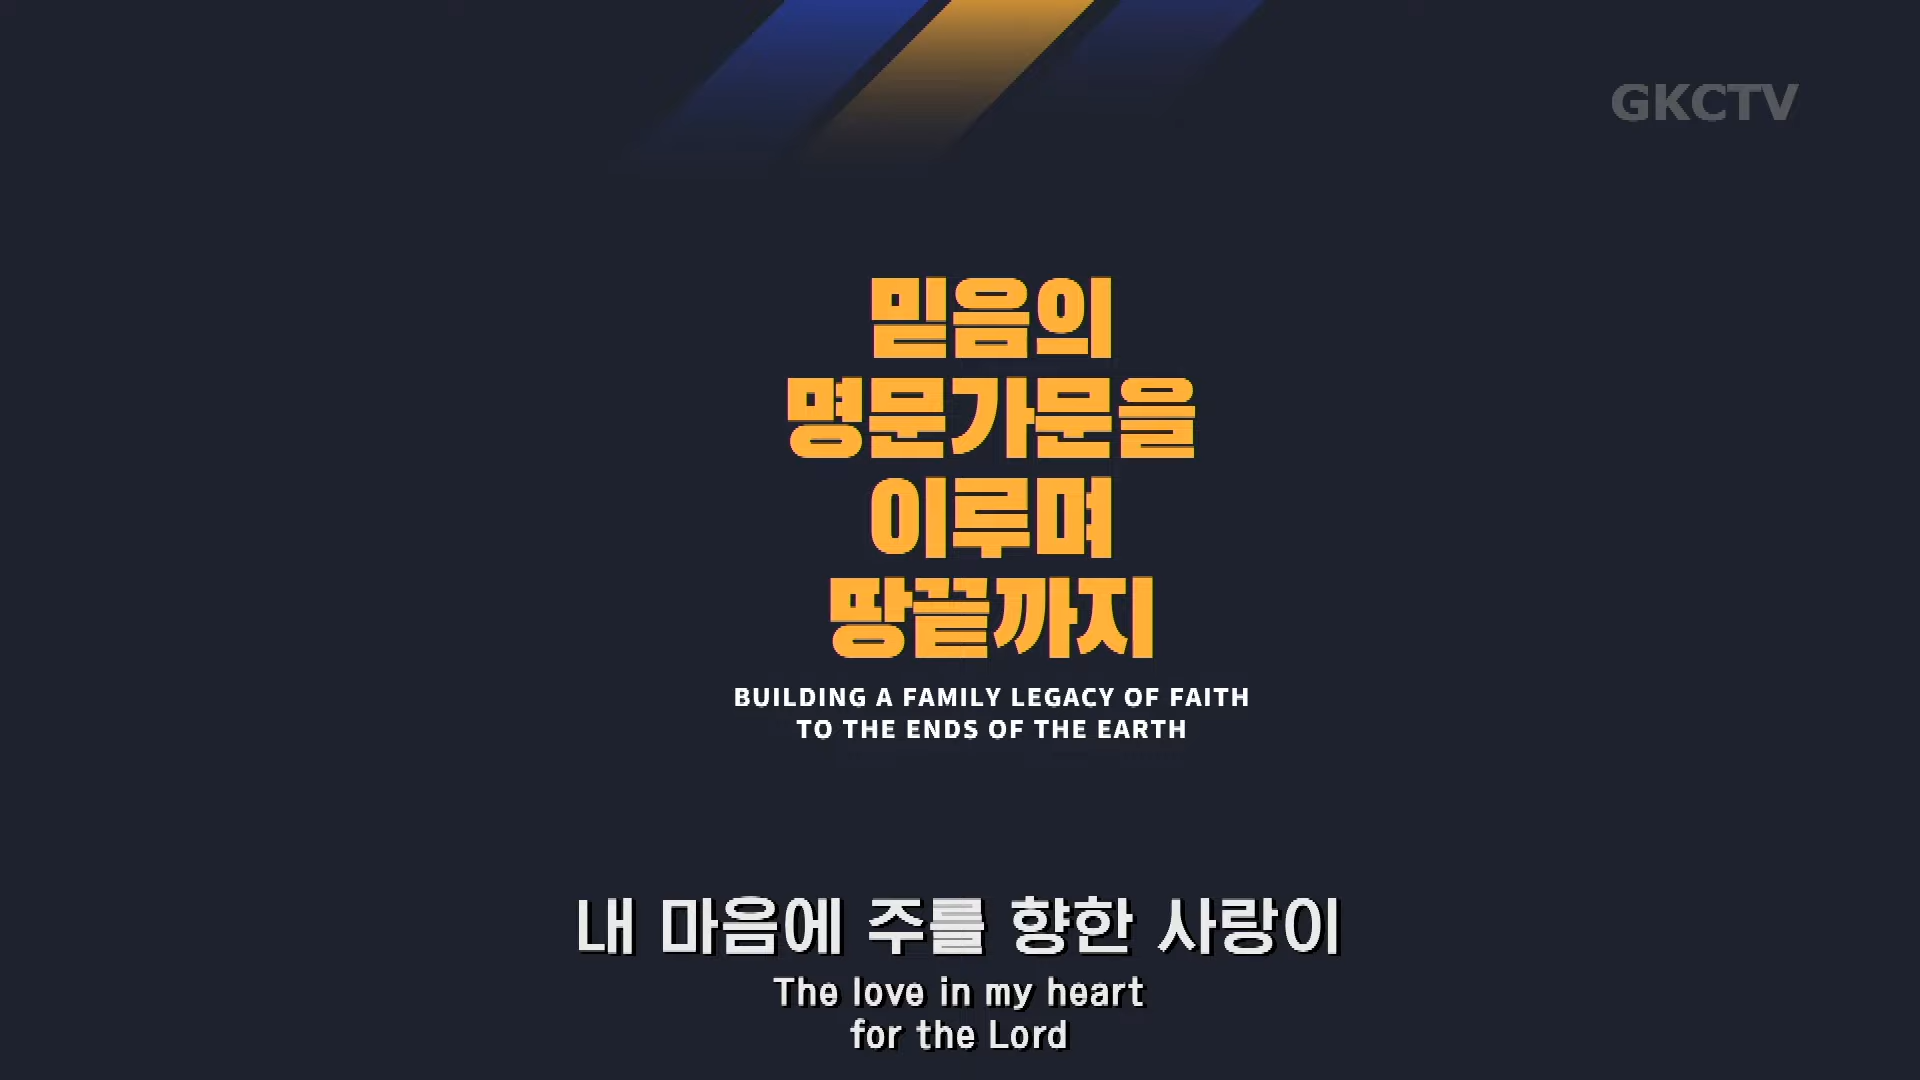 GKCTV
믿음의
명문가문을
이루며
땅끝까지
BUILDING A FAMILY LEGACY OF FAITH
TO THE ENDS OF THE EARTH
내 마음에 주를 향한 사랑이
The love in my heart
for the Lord